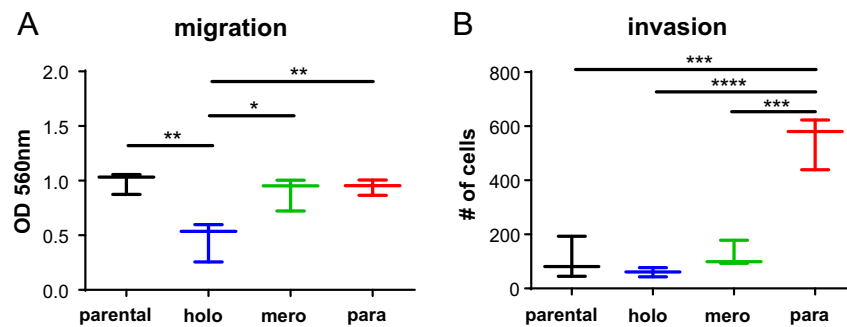 A
migration
**
**
*
OD 560nm
2.0
1.5
1.0
0.5
0.0
parental holo mero para
B
invasion
***
****
***
# of cells
800
600
400
200
0
parental holo mero para